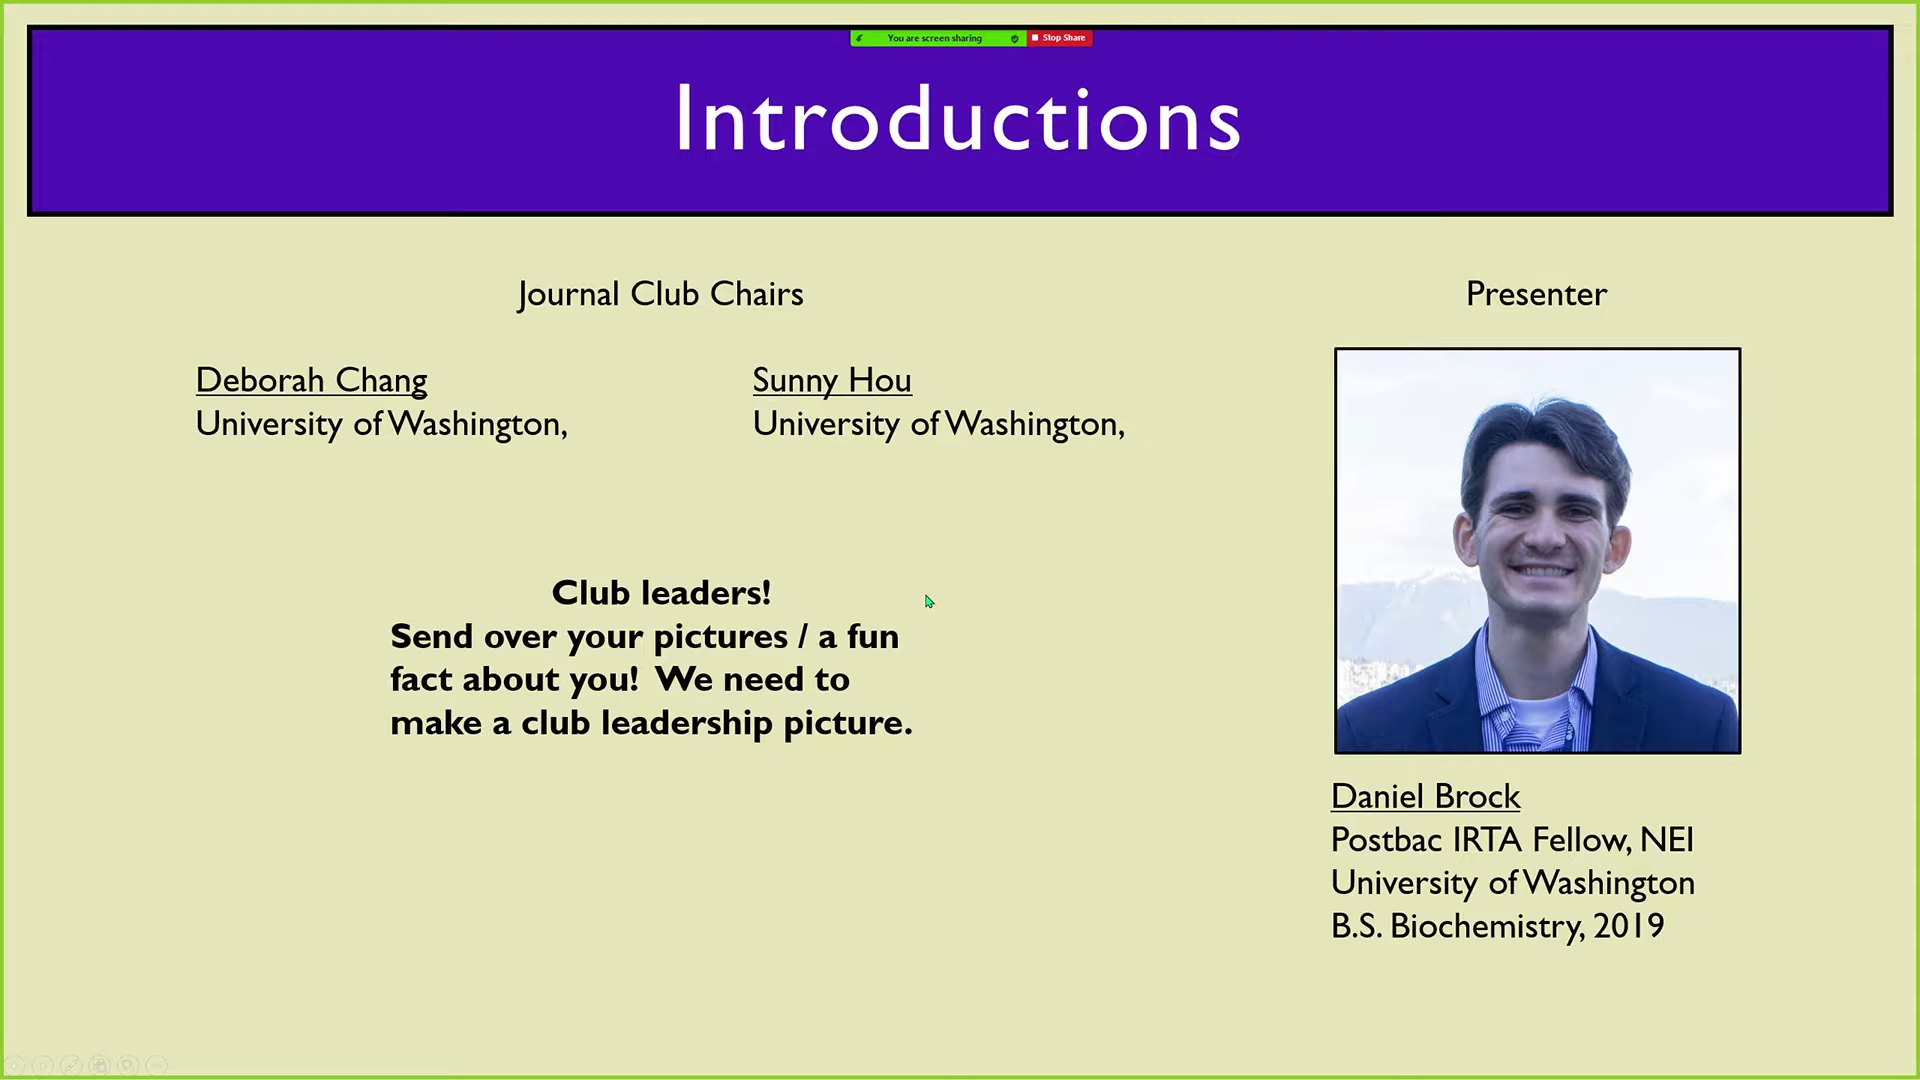 You are screen sharing
Stop Share
Introductions
Journal Club Chairs
Presenter
Deborah Chang
University of Washington,
Sunny Hou
University of Washington,
Club leaders!
Send over your pictures / a fun
fact about you!  We need to
make a club leadership picture.
Daniel Brock
Postbac IRTA Fellow, NEI
University of Washington
B.S. Biochemistry, 2019